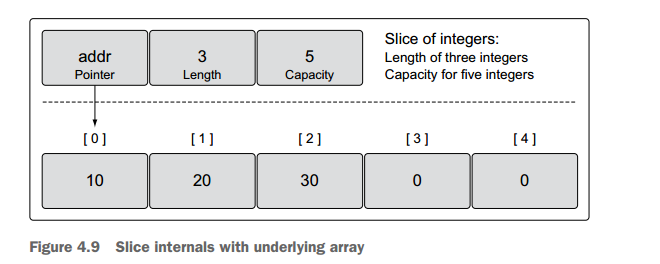 addr 3 5 Slice of integers:
Pointer Length Capacity Length of three integers
Capacity for five integers
[0] [1] [2] [3] [4]
10 20 30 0 0
Figure 4.9 Slice internals with underlying array